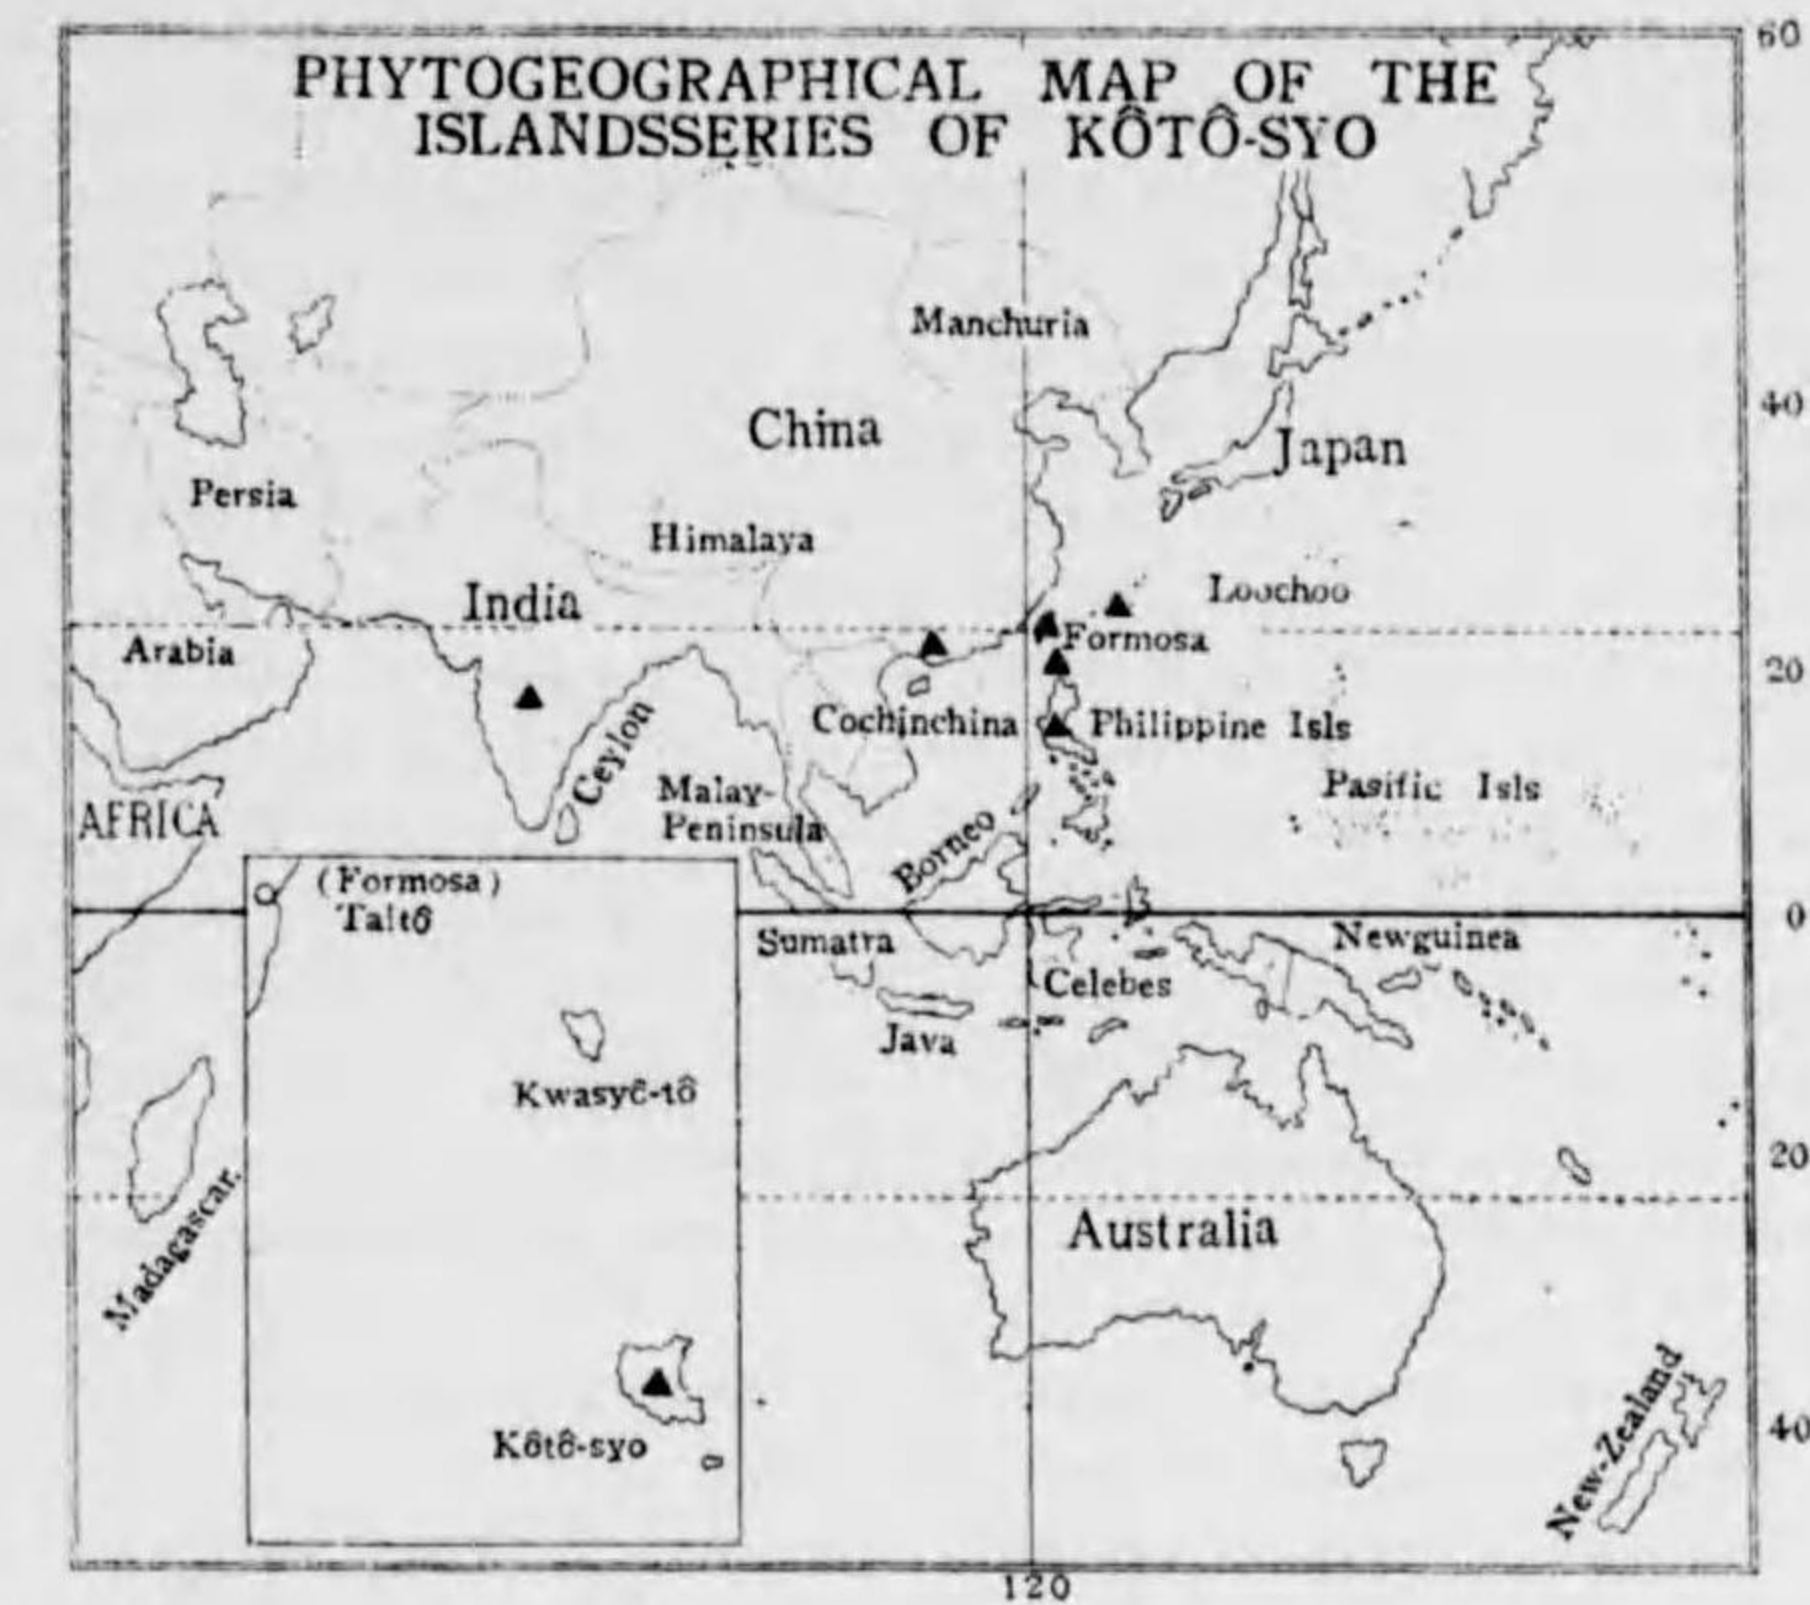 PHYTOGEOGRAPHICAL MAP OF THE
ISLANDSSERIES OF KÔTÔ-SYO
60
Manchuria
40
China
Japan
Persia
Himalaya
India
Loochoo
Formosa
Arabia
20
Ceylon
Cochinchina
Philippine Isls
Malay-
Peninsula
Pasific Isls
AFRICA
Borneo
(Formosa)
Taitô
0
Sumatra
Newguinea
Celebes
Java
Kwasyô-tô
20
Madagascar.
Australia
Kôtô-syo
40
New-Zealand
120